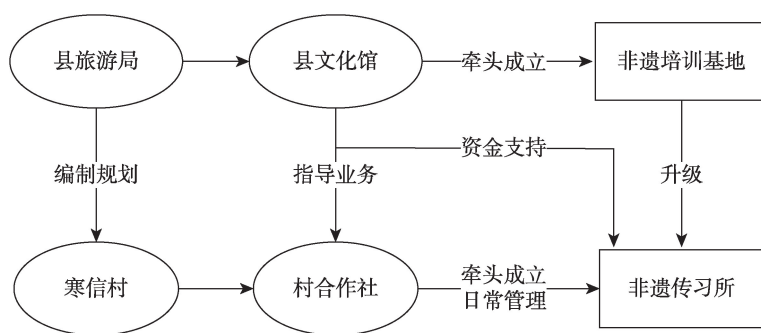 县旅游局
县文化馆
牵头成立
非遗培训基地
编制规划
指导业务
资金支持
升级
寒信村
村合作社
牵头成立
日常管理
非遗传习所